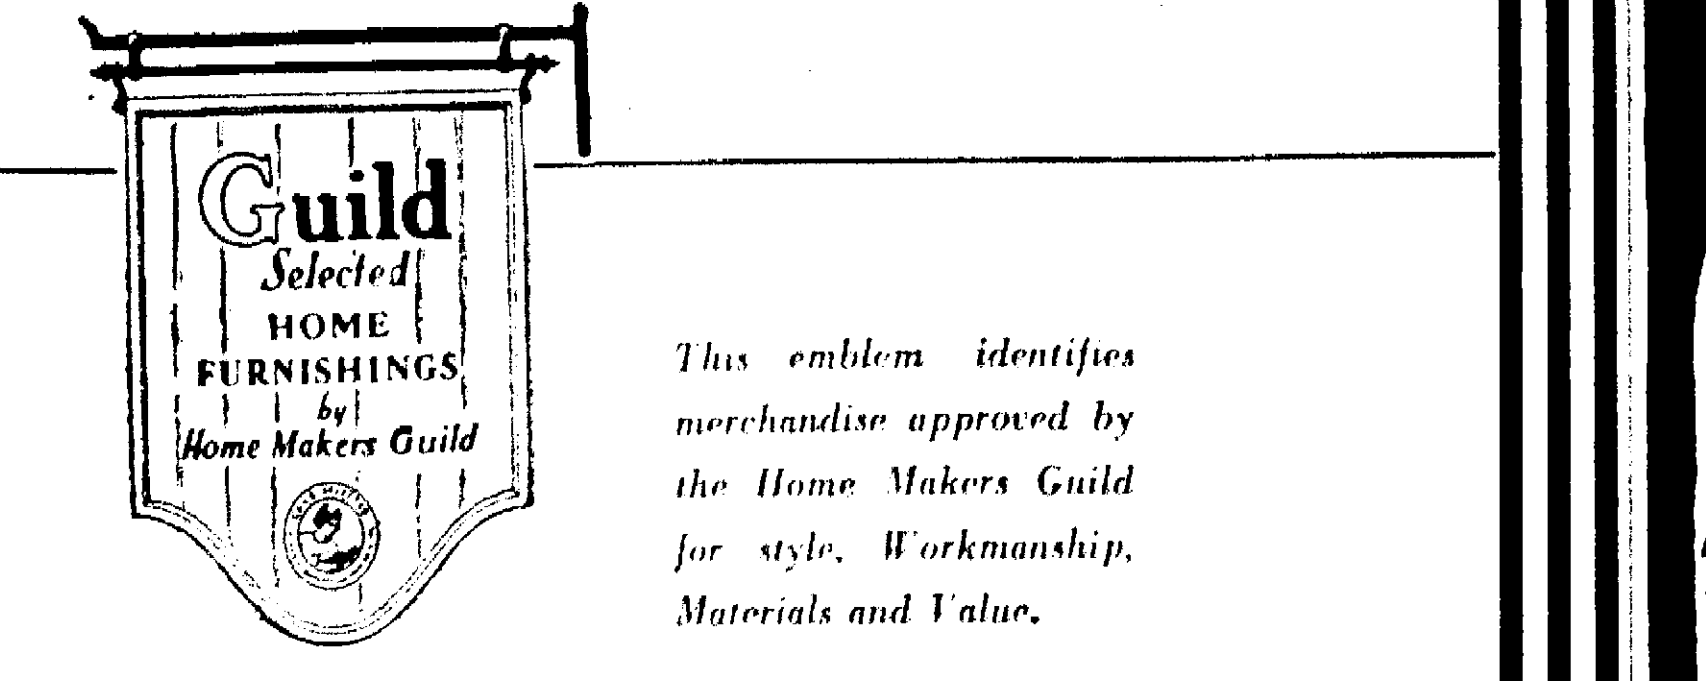 Guild
Selected
HOME
FURNISHINGS
by
Home Makers Guild
This emblem identifies
merchandise approved by
the Home Makers Guild
for style, Workmanship,
Materials and Value.